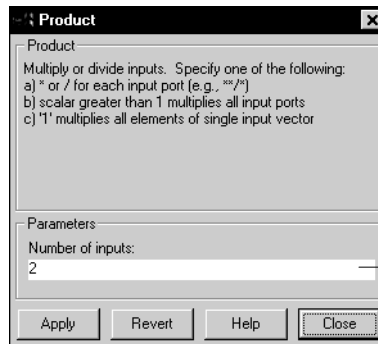 Product
Product
Multiply or divide inputs. Specify one of the following:
a) * or / for each input port (e.g., **/*)
b) scalar greater than 1 multiplies all input ports
c) '1' multiplies all elements of single input vector
Parameters
Number of inputs:
2
Apply Revert Help Close